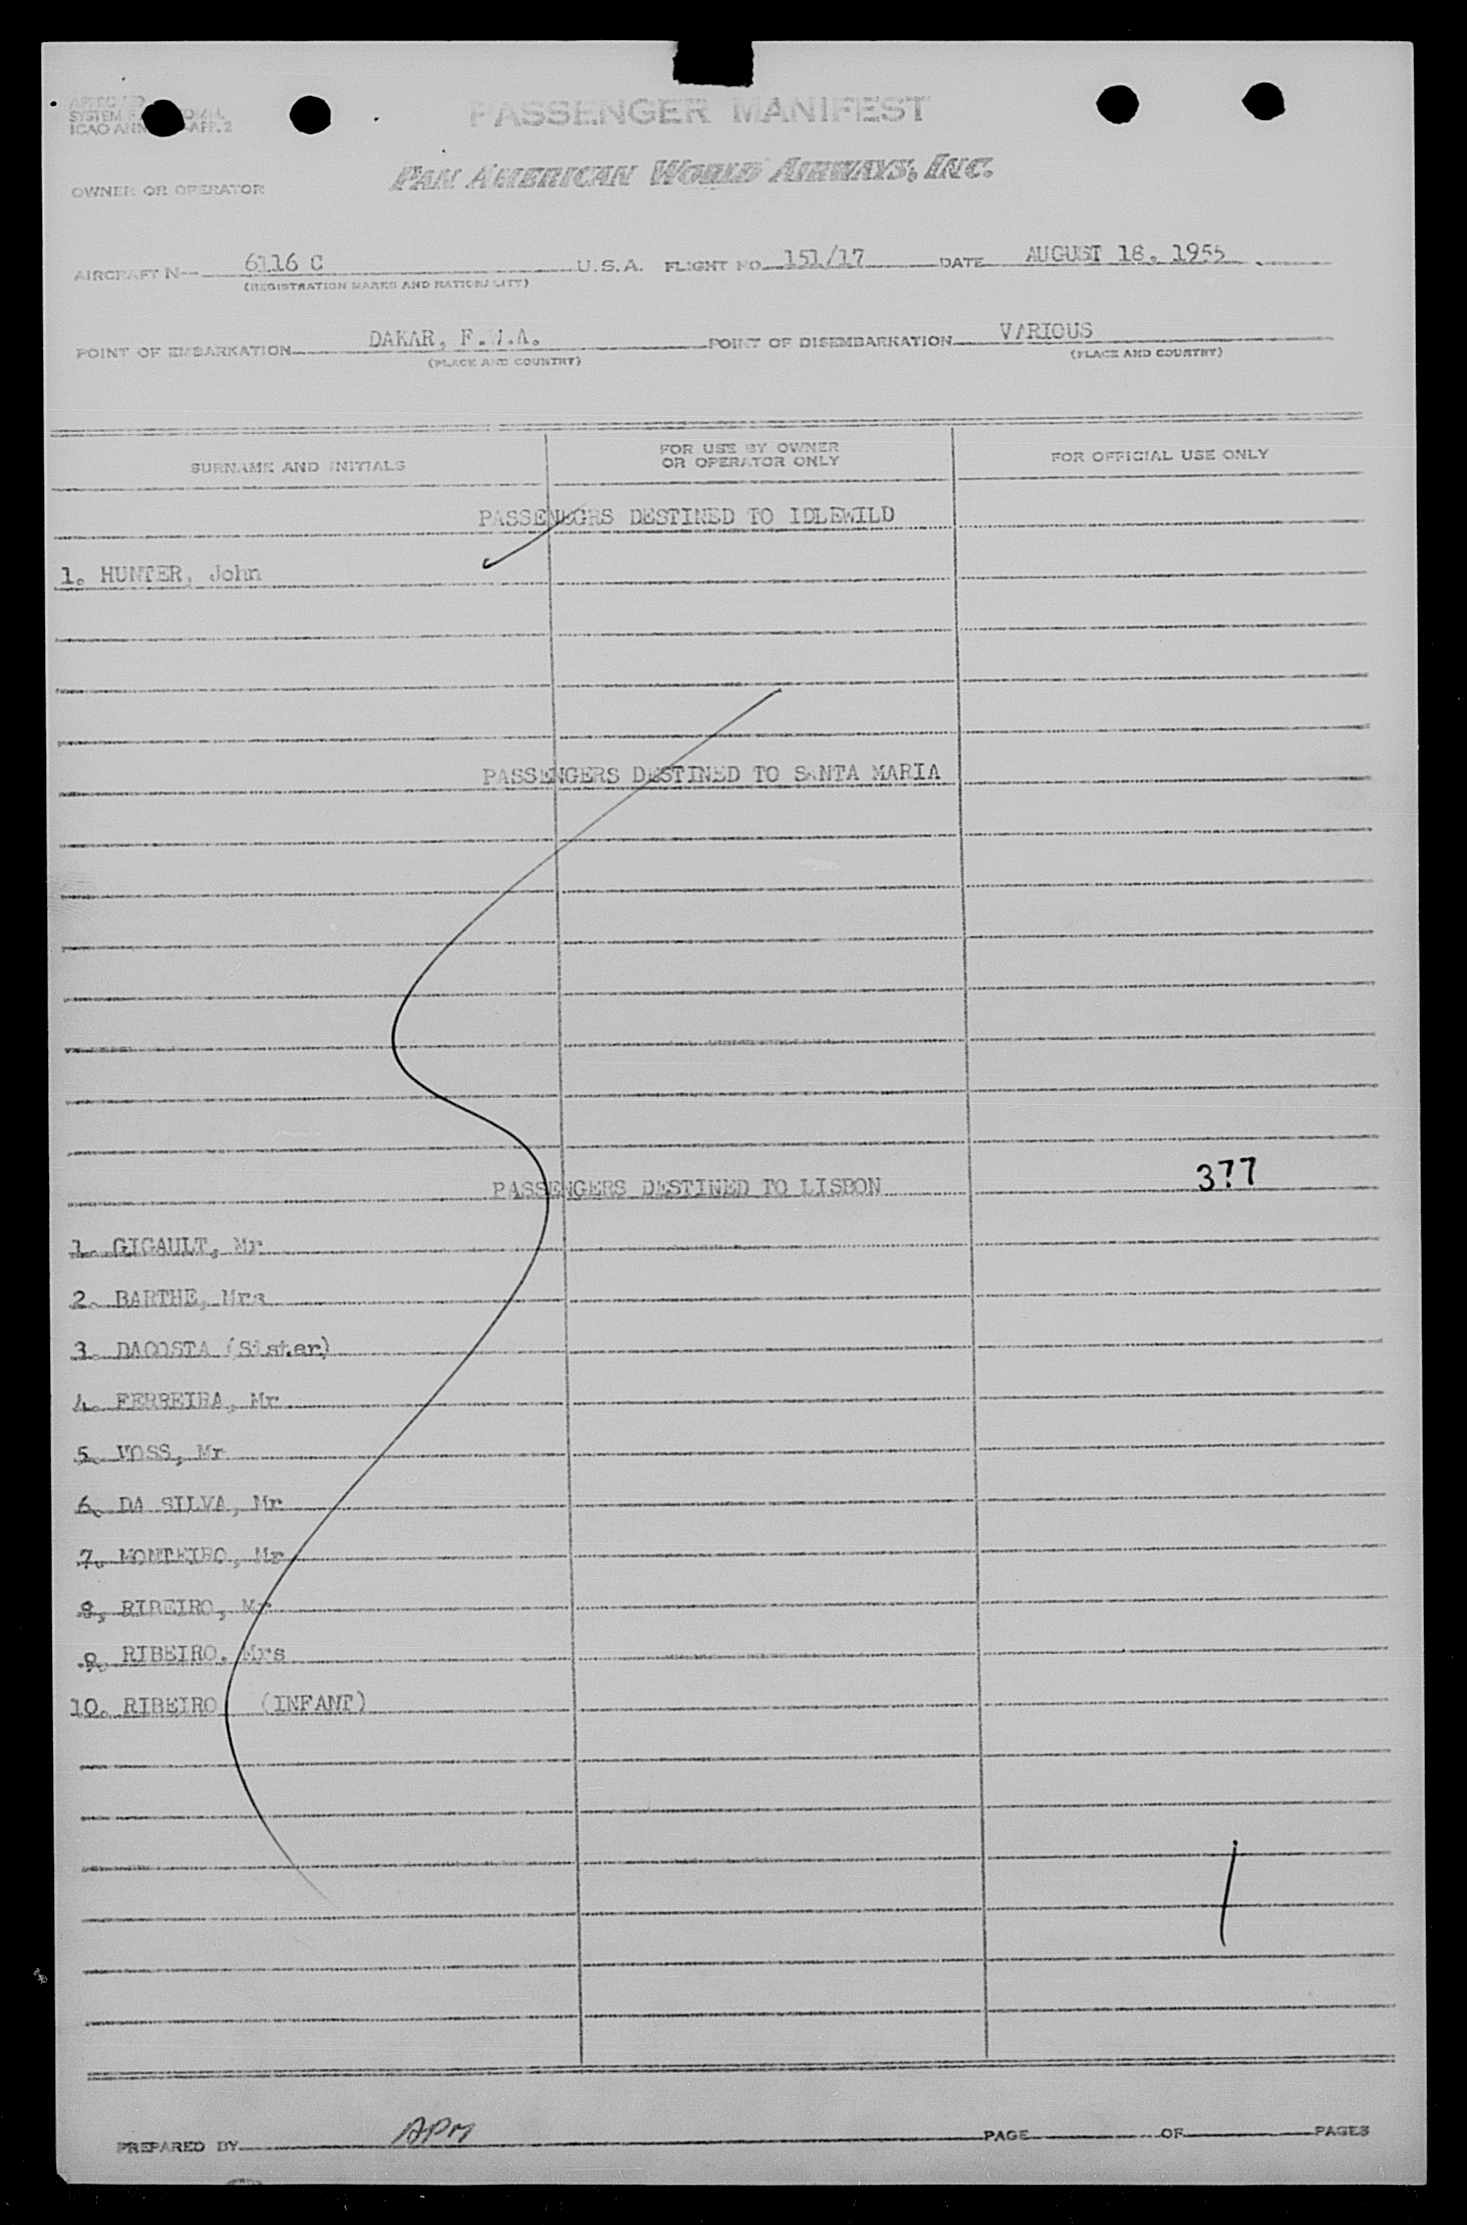 PASSENGER MANIFEST
PAN AMERICAN WORLD AIRWAYS, INC.
OWNER OR OPERATOR
AIRCRAFT N— 6116 C U.S.A. FLIGHT NO. 151/17 DATE AUGUST 18, 1955
(REGISTRATION MARKS AND NATIONALITY)
POINT OF EMBARKATION DAKAR, F.W.A. POINT OF DISEMBARKATION VARIOUS
(PLACE AND COUNTRY) (PLACE AND COUNTRY)
SURNAME AND INITIALS FOR USE BY OWNER OR OPERATOR ONLY FOR OFFICIAL USE ONLY
PASSENEGRS DESTINED TO IDLEWILD
1. HUNTER, John
PASSENGERS DESTINED TO SANTA MARIA
377
PASSENGERS DESTINED TO LISBON
1. GIGAULT, Mr
2. BARTHE, Mrs
3. DACOSTA (Sister)
4. FERREIRA, Mr
5. VOSS, Mr
6. DA SILVA, Mr
7. MONTEIRO, Mr
8, RIBEIRO, Mr
9. RIBEIRO, Mrs
10. RIBEIRO (INFANT)
PREPARED BY APM PAGE OF PAGES